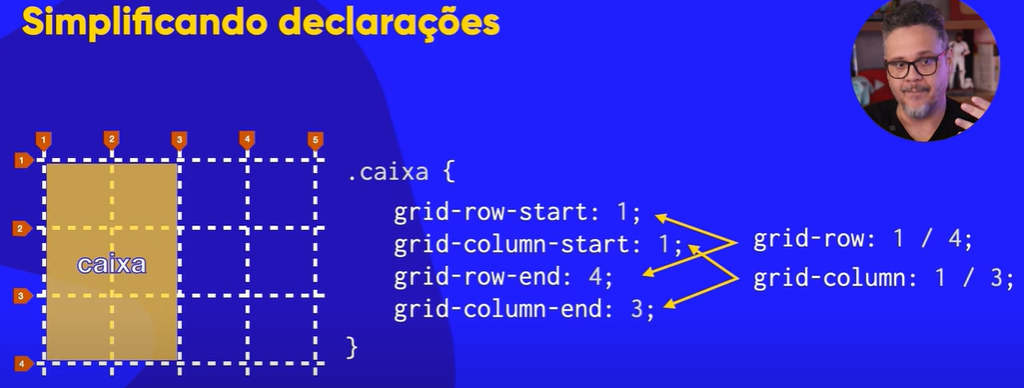 Simplificando declarações
1 2 3 4 5
1
2
3
4
caixa
.caixa {
grid-row-start: 1;
grid-column-start: 1;
grid-row-end: 4;
grid-column-end: 3;
}
grid-row: 1 / 4;
grid-column: 1 / 3;